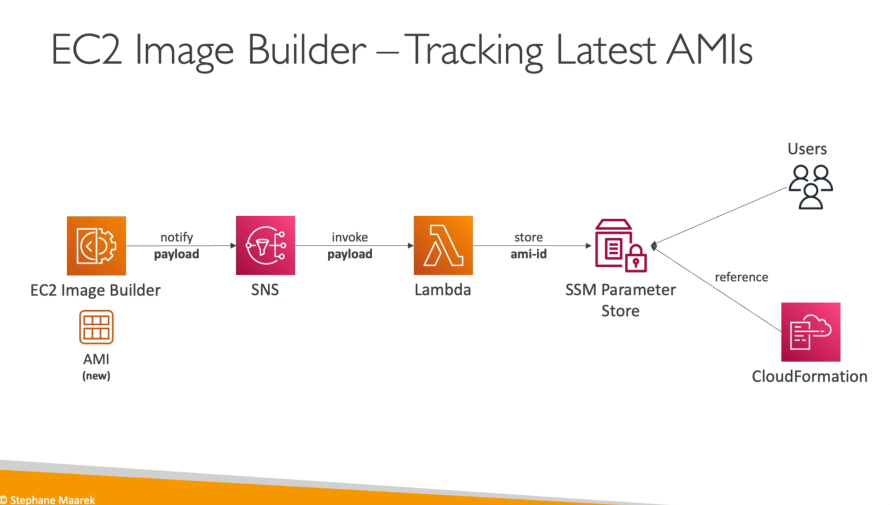 EC2 Image Builder – Tracking Latest AMIs
Users
notify
payload
invoke
payload
store
ami-id
reference
EC2 Image Builder
SNS
Lambda
SSM Parameter
Store
AMI
(new)
CloudFormation
© Stephane Maarek